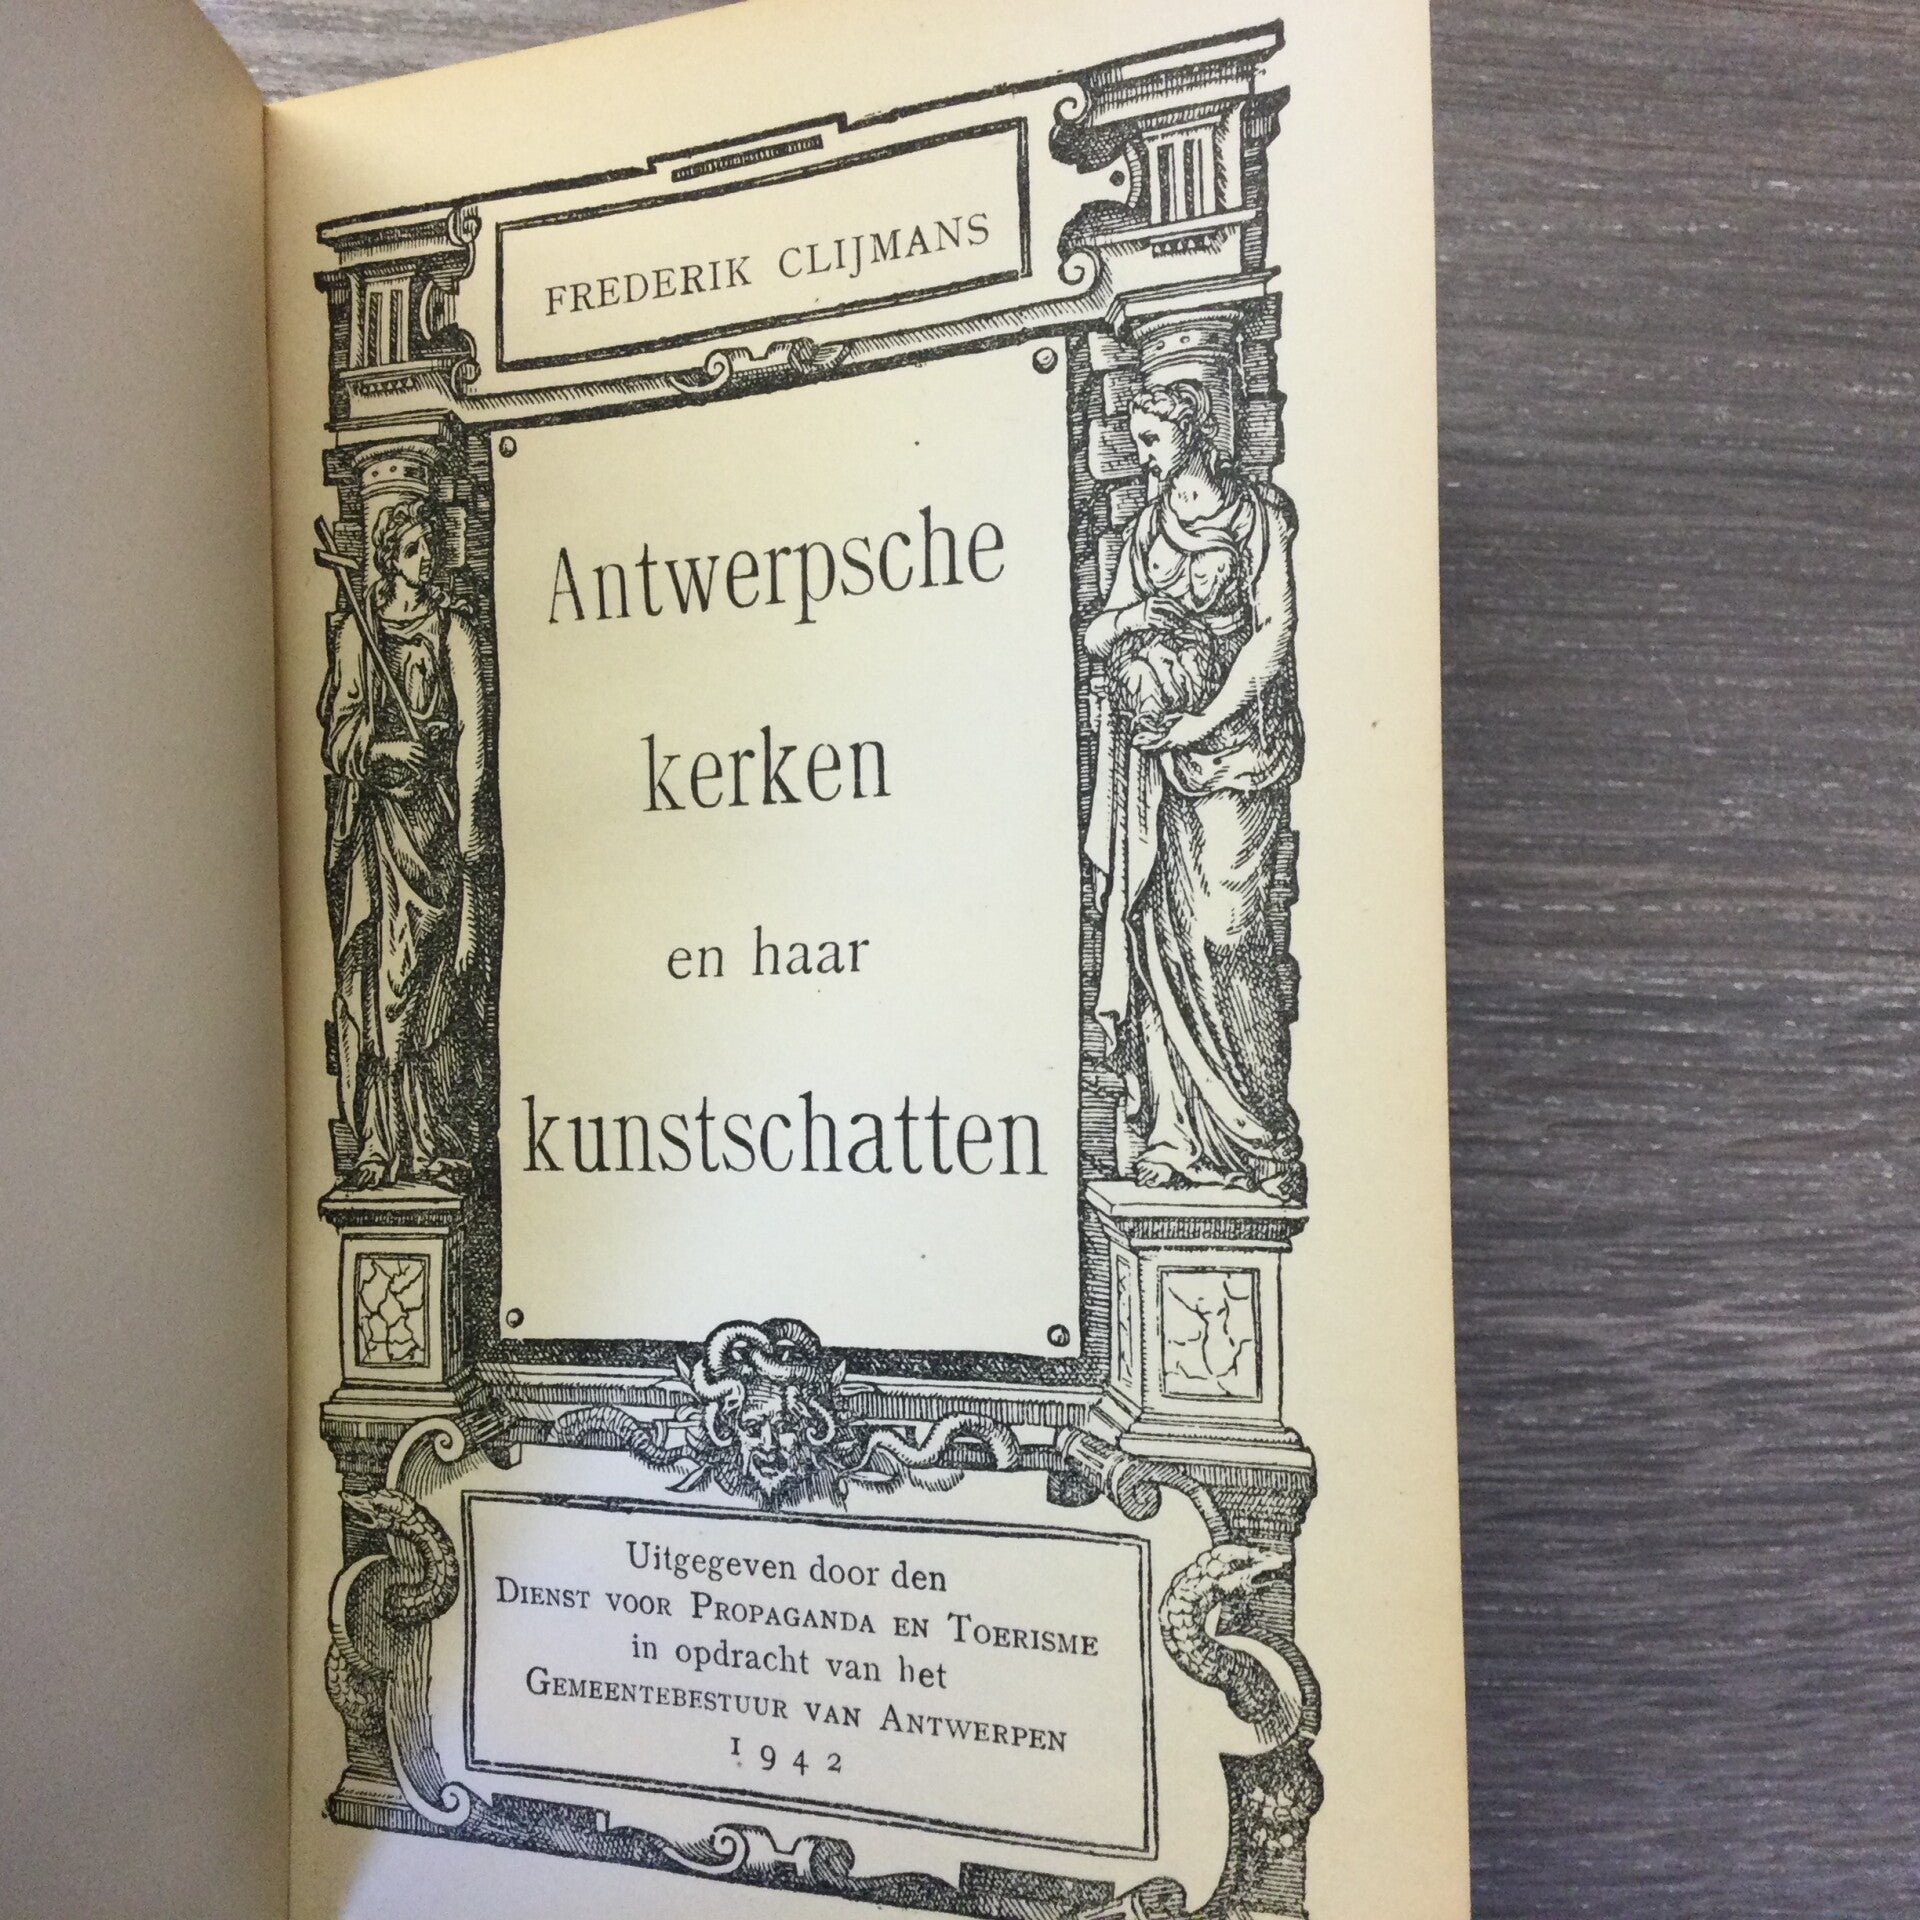 FREDERIK CLIJMANS
Antwerpsche
kerken
en haar
kunstschatten
Uitgegeven door den
DIENST VOOR PROPAGANDA EN TOERISME
in opdracht van het
GEMEENTEBESTUUR VAN ANTWERPEN
1942